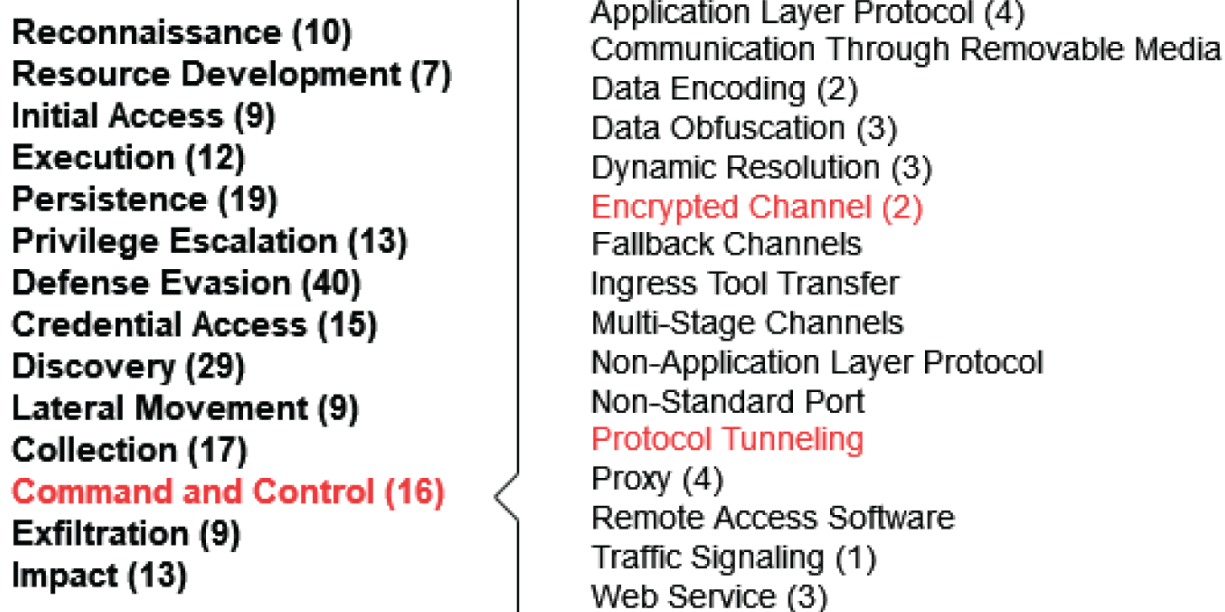 Reconnaissance (10)
Resource Development (7)
Initial Access (9)
Execution (12)
Persistence (19)
Privilege Escalation (13)
Defense Evasion (40)
Credential Access (15)
Discovery (29)
Lateral Movement (9)
Collection (17)
Command and Control (16)
Exfiltration (9)
Impact (13)
Application Layer Protocol (4)
Communication Through Removable Media
Data Encoding (2)
Data Obfuscation (3)
Dynamic Resolution (3)
Encrypted Channel (2)
Fallback Channels
Ingress Tool Transfer
Multi-Stage Channels
Non-Application Layer Protocol
Non-Standard Port
Protocol Tunneling
Proxy (4)
Remote Access Software
Traffic Signaling (1)
Web Service (3)